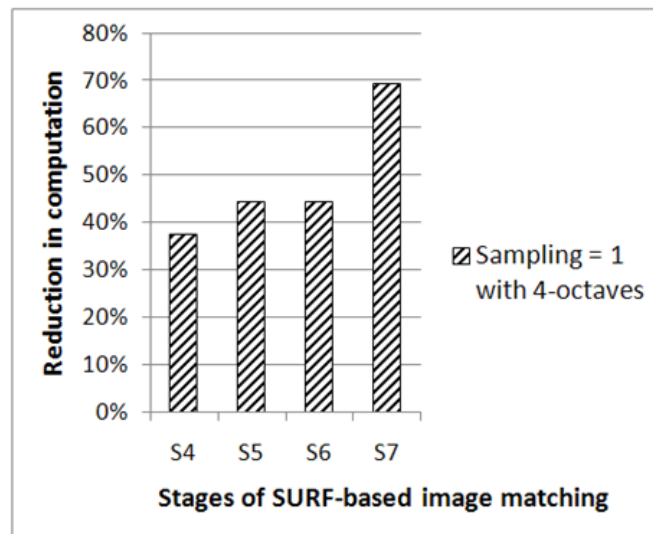 80%
70%
60%
50%
40%
30%
20%
10%
0%
Reduction in computation
S4 S5 S6 S7
Stages of SURF-based image matching
Sampling = 1
with 4-octaves